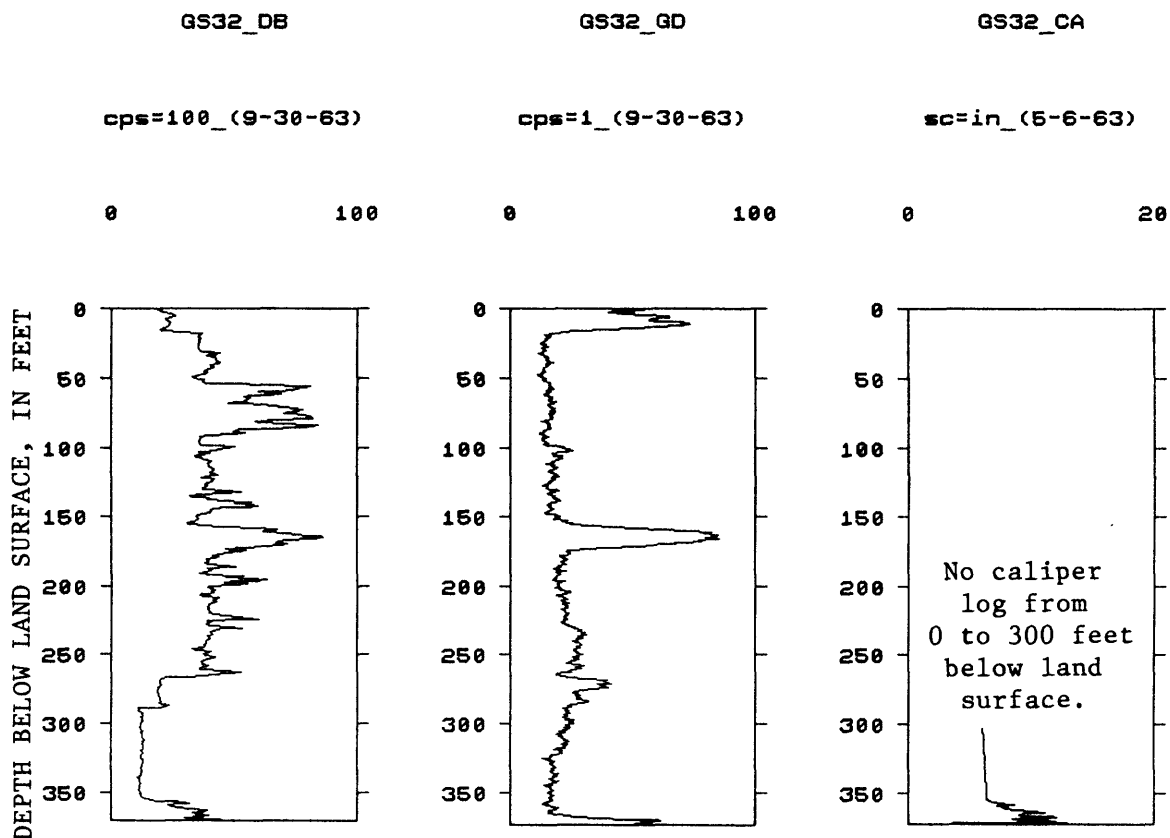 GS32_DB
GS32_GD
GS32_CA
cps=100_(9-30-63)
cps=1_(9-30-63)
sc=in_(5-6-63)
0 100
0 100
0 20
DEPTH BELOW LAND SURFACE, IN FEET
0
50
100
150
200
250
300
350
0
50
100
150
200
250
300
350
0
50
100
150
200
250
300
350
No caliper
log from
0 to 300 feet
below land
surface.